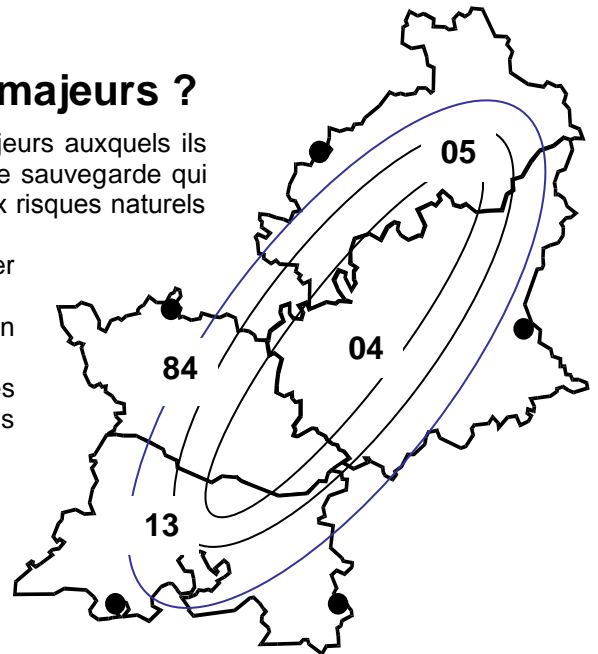 majeurs ?
jeurs auxquels ils
e sauvegarde qui
x risques naturels
er
n
es
s
05
04
84
13